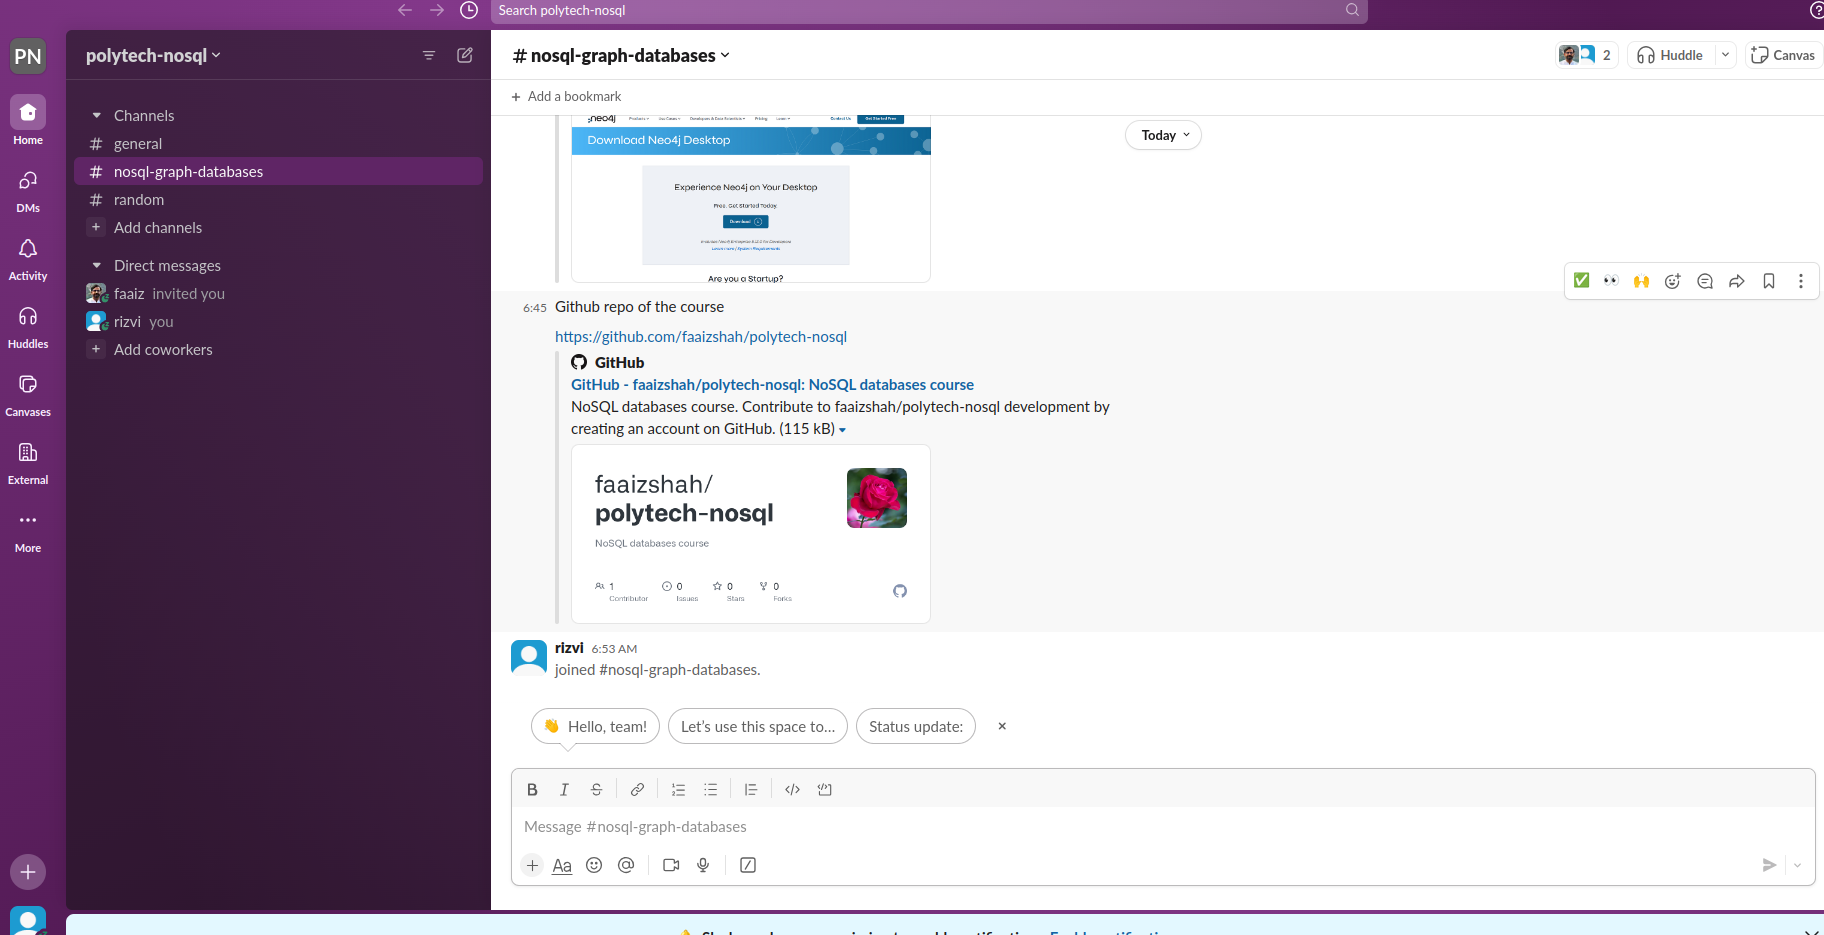 Search polytech-nosql
PN
polytech-nosql
Home
DMs
Activity
Huddles
Canvases
External
More
Channels
# general
# nosql-graph-databases
# random
+ Add channels
Direct messages
faaiz invited you
rizvi you
+ Add coworkers
# nosql-graph-databases
2
Huddle
Canvas
+ Add a bookmark
Today
neo4j
Pricing
Contact Us
Get Started Free
Download Neo4j Desktop
Experience Neo4j on Your Desktop
Free. Get Started Today.
Download
Are you a Startup?
6:45 Github repo of the course
https://github.com/faaizshah/polytech-nosql
GitHub
GitHub - faaizshah/polytech-nosql: NoSQL databases course
NoSQL databases course. Contribute to faaizshah/polytech-nosql development by
creating an account on GitHub. (115 kB)
faaizshah/
polytech-nosql
NoSQL databases course
1
Contributor
0
Issues
0
Stars
0
Forks
rizvi 6:53 AM
joined #nosql-graph-databases.
👋 Hello, team!
Let's use this space to...
Status update:
B I S
Message #nosql-graph-databases
+ Aa @